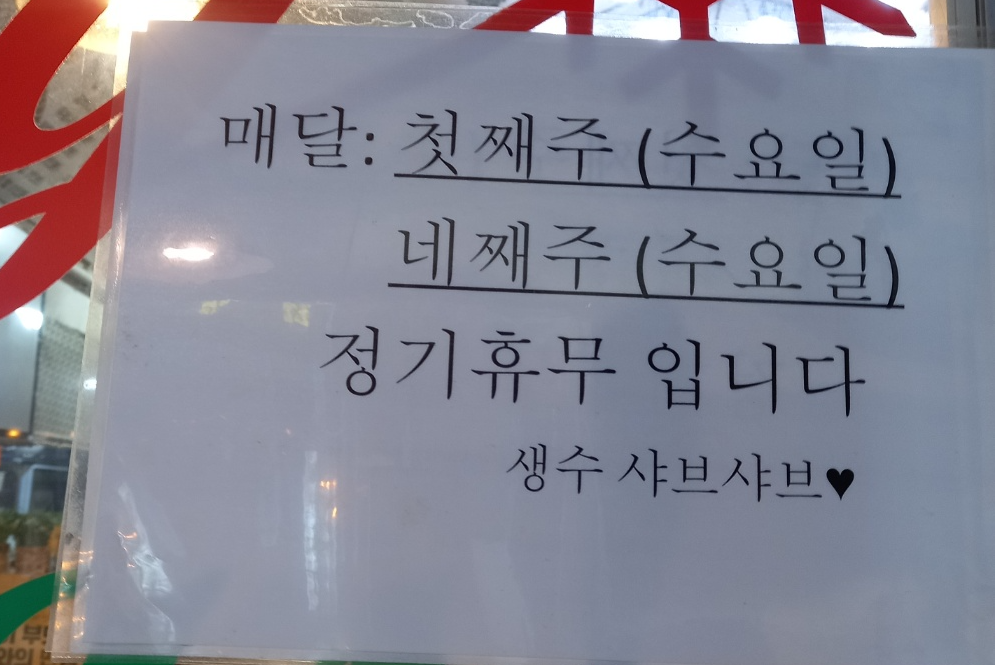 매달: 첫째주 (수요일)
네째주 (수요일)
정기휴무 입니다
생수 샤브샤브♥